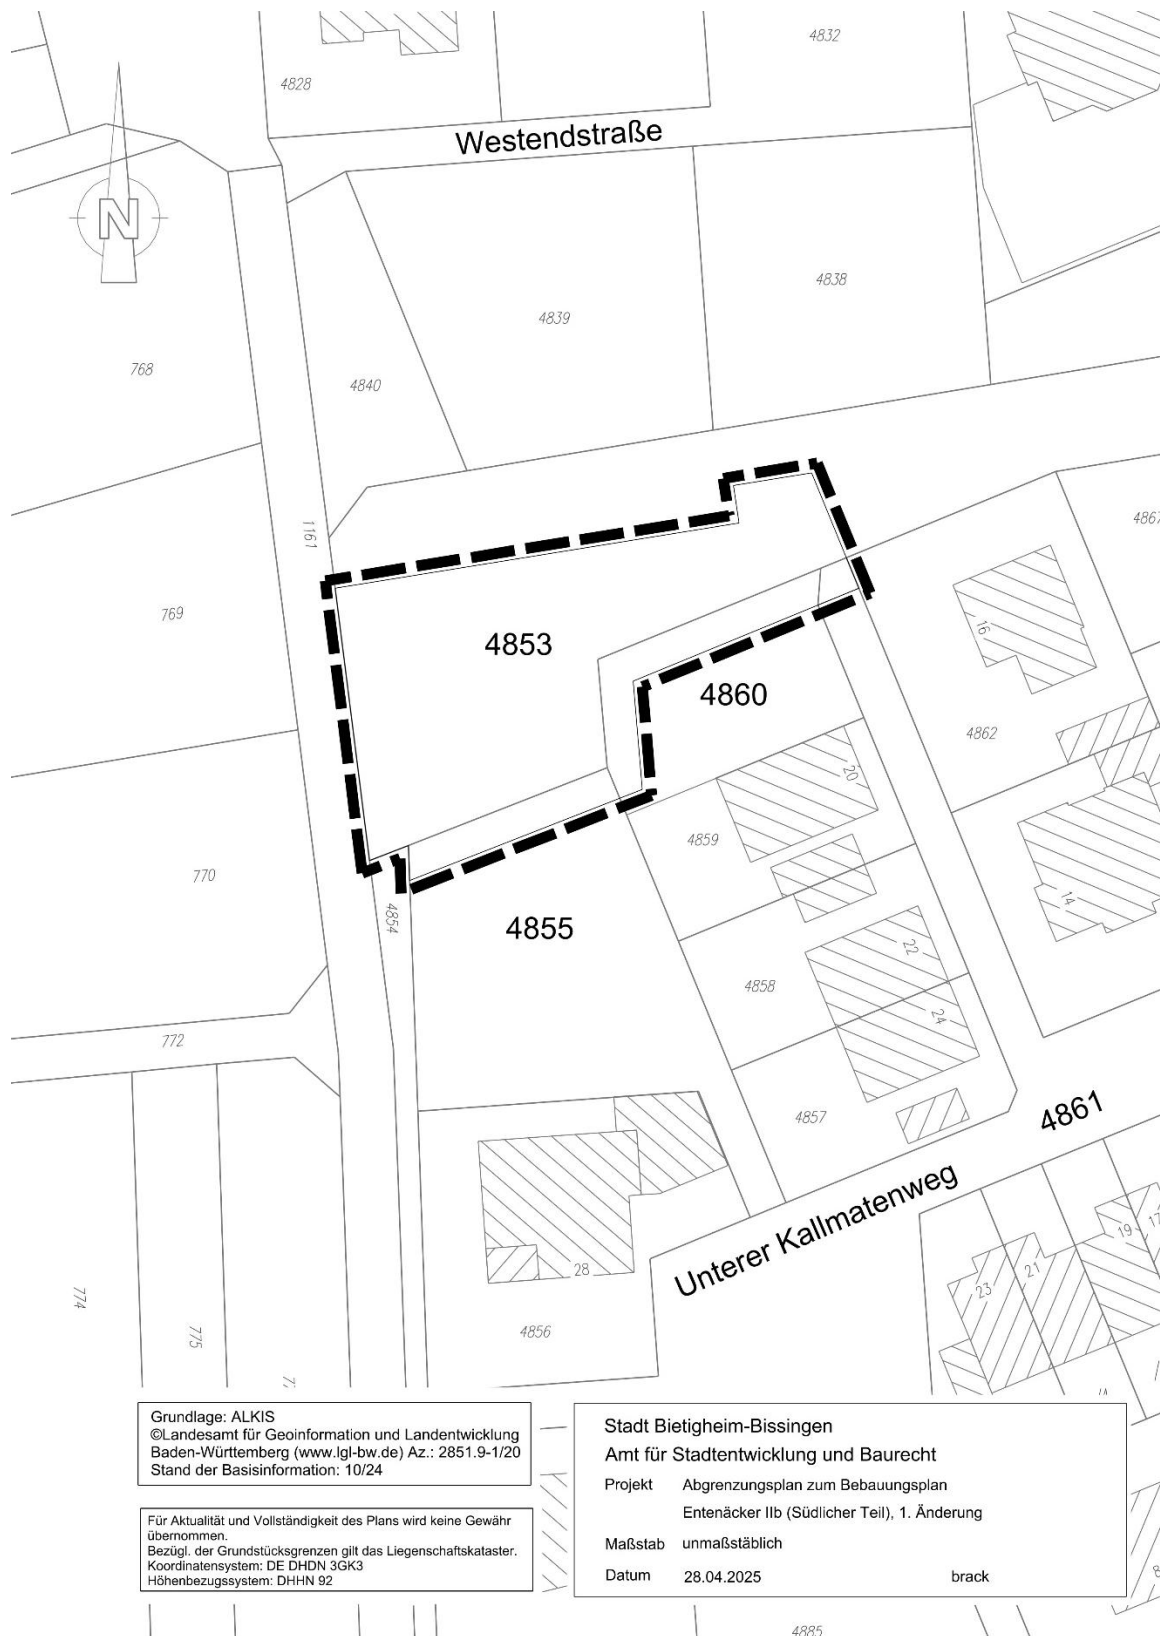 4832
4828
Westendstraße
N
4838
4839
768
4840
4867
1161
769
16
4853
4860
4862
20
4859
770
14
4854
4855
22
4858
24
772
4857
4861
Unterer Kallmatenweg
19
17
21
23
28
774
775
4856
Grundlage: ALKIS
©Landesamt für Geoinformation und Landentwicklung
Baden-Württemberg (www.lgl-bw.de) Az.: 2851.9-1/20
Stand der Basisinformation: 10/24
Für Aktualität und Vollständigkeit des Plans wird keine Gewähr
übernommen.
Bezügl. der Grundstücksgrenzen gilt das Liegenschaftskataster.
Koordinatensystem: DE DHDN 3GK3
Höhenbezugssystem: DHHN 92
Stadt Bietigheim-Bissingen
Amt für Stadtentwicklung und Baurecht
Projekt Abgrenzungsplan zum Bebauungsplan
Entenäcker IIb (Südlicher Teil), 1. Änderung
Maßstab unmaßstäblich
Datum 28.04.2025 brack
8
4885